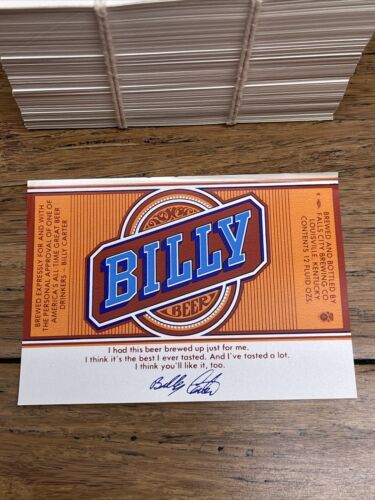 BREWED EXPRESSLY FOR AND WITH
THE PERSONAL APPROVAL OF ONE OF
AMERICA'S ALL-TIME GREAT BEER
DRINKERS - BILLY CARTER
BILLY
BEER
BREWED AND BOTTLED BY
FALLS CITY BREWING CO.
LOUISVILLE, KENTUCKY
CONTENTS 12 FLUID OZS.
I had this beer brewed up just for me.
I think it's the best I ever tasted. And I've tasted a lot.
I think you'll like it, too.
Billy Carter